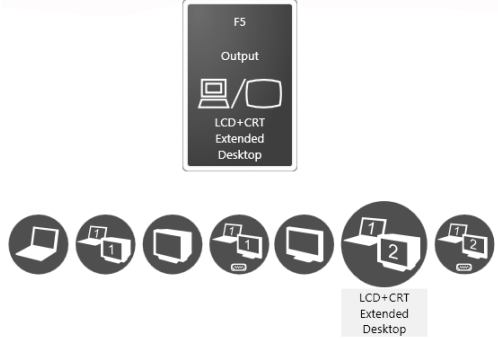 F5
Output
LCD+CRT
Extended
Desktop
1 1
1 1
1 2
1 2
LCD+CRT
Extended
Desktop